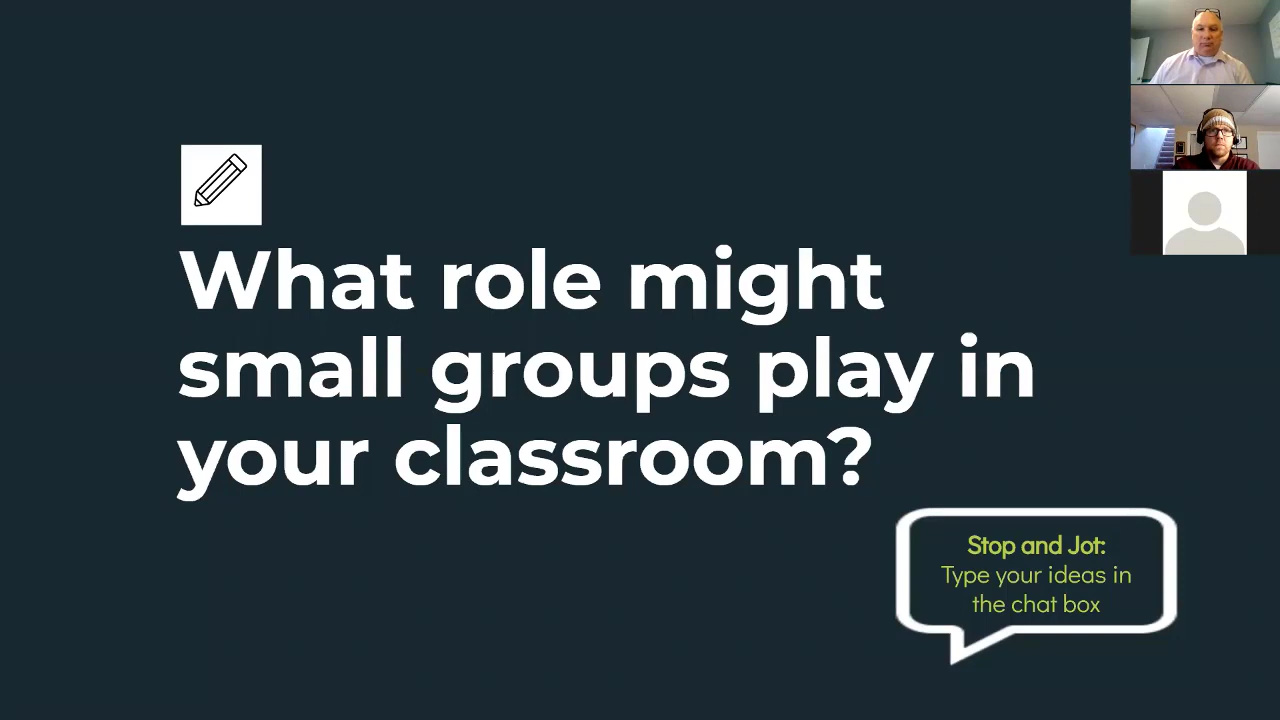 What role might
small groups play in
your classroom?
Stop and Jot:
Type your ideas in
the chat box